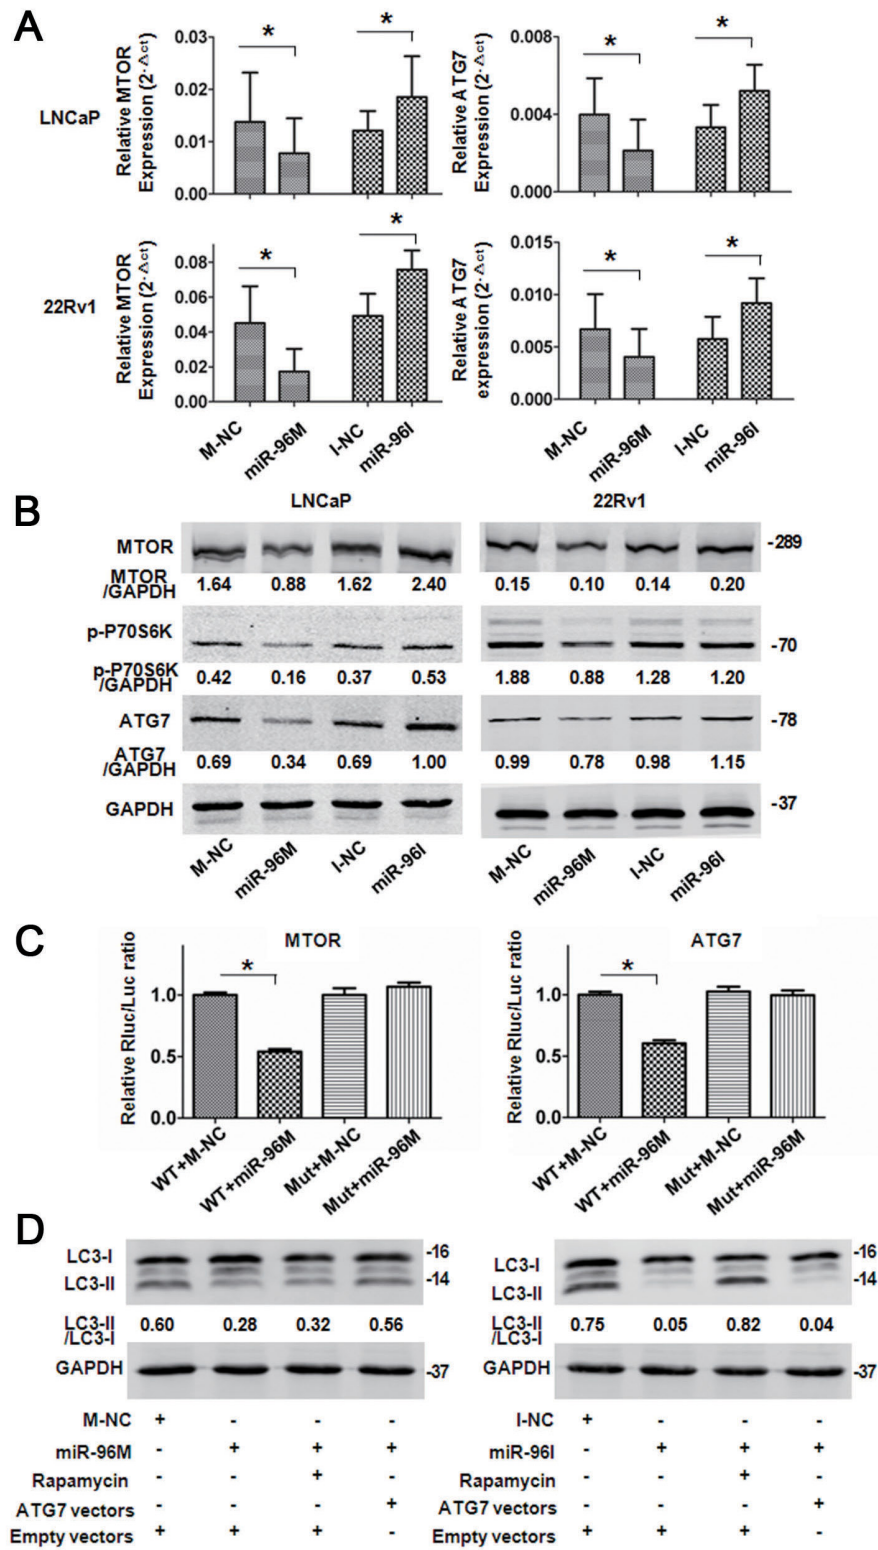 A
LNCaP
Relative MTOR
Expression (2-Δct)
0.03
0.02
0.01
0.00
*
*
Relative ATG7
Expression (2-Δct)
0.008
0.004
0.000
*
*
22Rv1
Relative MTOR
Expression (2-Δct)
0.08
0.06
0.04
0.02
0.00
*
*
Relative ATG7
expression (2-Δct)
0.015
0.010
0.005
0.000
*
*
M-NC miR-96M I-NC miR-96I
M-NC miR-96M I-NC miR-96I
B
LNCaP 22Rv1
MTOR -289
MTOR
/GAPDH
1.64 0.88 1.62 2.40 0.15 0.10 0.14 0.20
p-P70S6K -70
p-P70S6K
/GAPDH
0.42 0.16 0.37 0.53 1.88 0.88 1.28 1.20
ATG7 -78
ATG7
/GAPDH
0.69 0.34 0.69 1.00 0.99 0.78 0.98 1.15
GAPDH -37
M-NC miR-96M I-NC miR-96I M-NC miR-96M I-NC miR-96I
C
MTOR
Relative Rluc/Luc ratio
1.0
0.5
0.0
*
WT+M-NC WT+miR-96M Mut+M-NC Mut+miR-96M
ATG7
Relative Rluc/Luc ratio
1.0
0.5
0.0
*
WT+M-NC WT+miR-96M Mut+M-NC Mut+miR-96M
D
LC3-I -16
LC3-II -14
LC3-II
/LC3-I
0.60 0.28 0.32 0.56
GAPDH -37
M-NC + - - -
miR-96M - + + +
Rapamycin - - + -
ATG7 vectors - - - +
Empty vectors + + + -
LC3-I -16
LC3-II -14
LC3-II
/LC3-I
0.75 0.05 0.82 0.04
GAPDH -37
I-NC + - - -
miR-96I - + + +
Rapamycin - - + -
ATG7 vectors - - - +
Empty vectors + + + -